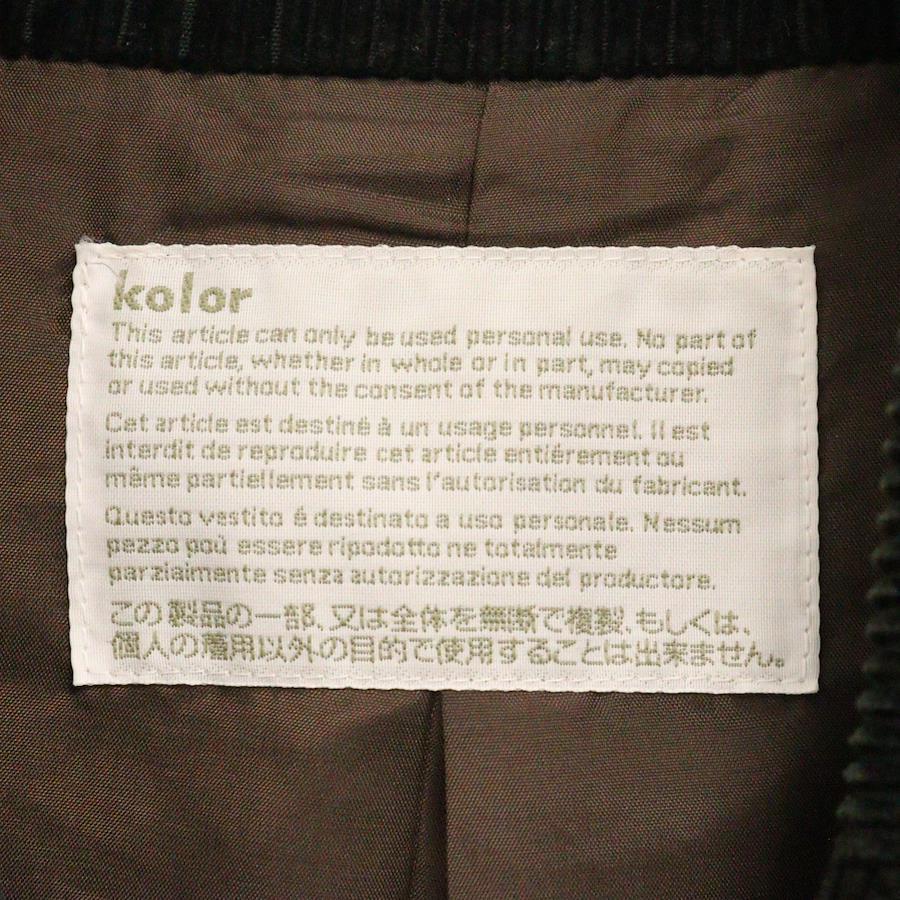 kolor
This article can only be used personal use. No part of
this article, whether in whole or in part, may copied
or used without the consent of the manufacturer.
Cet article est destiné à un usage personnel. Il est
interdit de reproduire cet article entiérement ou
même partiellement sans l'autorisation du fabricant.
Questo vestito é destinato a uso personale. Nessum
pezzo poù essere ripodotto ne totalmente
parzialmente senza autorizzazione del productore.
この製品の一部、又は全体を無断で複製、もしくは、
個人の着用以外の目的で使用することは出来ません。